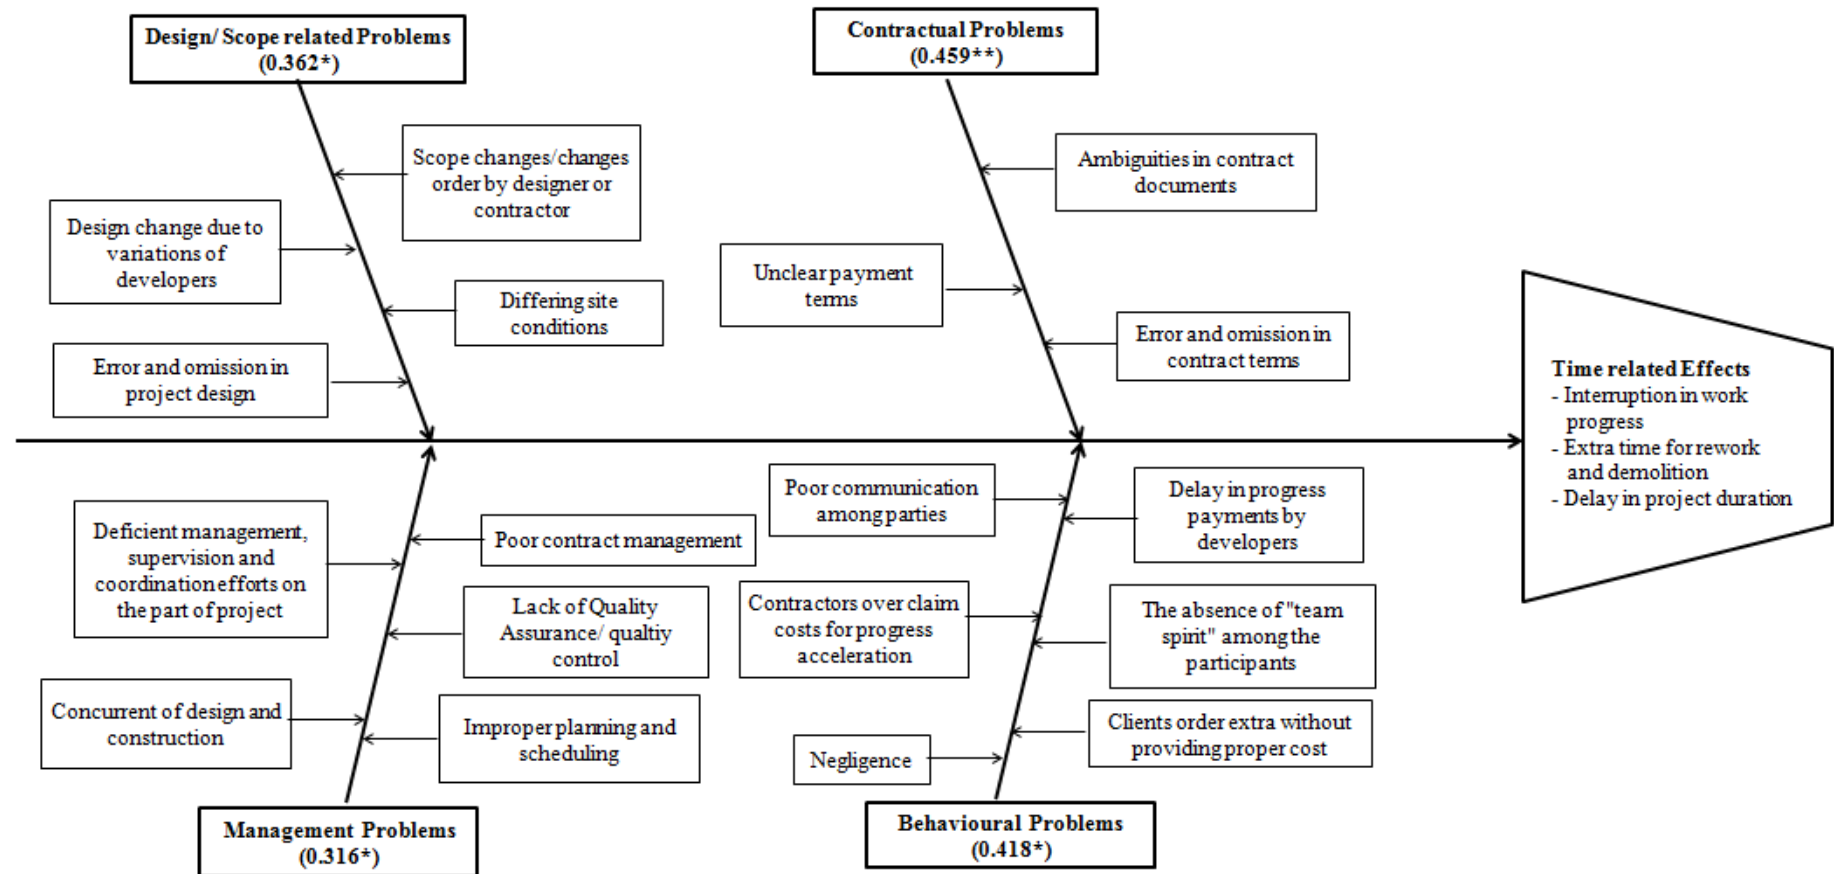 Design/ Scope related Problems
(0.362*)
Contractual Problems
(0.459**)
Scope changes/changes
order by designer or
contractor
Design change due to
variations of
developers
Differing site
conditions
Error and omission in
project design
Ambiguities in contract
documents
Unclear payment
terms
Error and omission in
contract terms
Time related Effects
- Interruption in work
progress
- Extra time for rework
and demolition
- Delay in project duration
Deficient management,
supervision and
coordination efforts on
the part of project
Poor contract management
Lack of Quality
Assurance/ qualtiy
control
Concurrent of design and
construction
Improper planning and
scheduling
Management Problems
(0.316*)
Poor communication
among parties
Delay in progress
payments by
developers
Contractors over claim
costs for progress
acceleration
The absence of "team
spirit" among the
participants
Clients order extra without
providing proper cost
Negligence
Behavioural Problems
(0.418*)